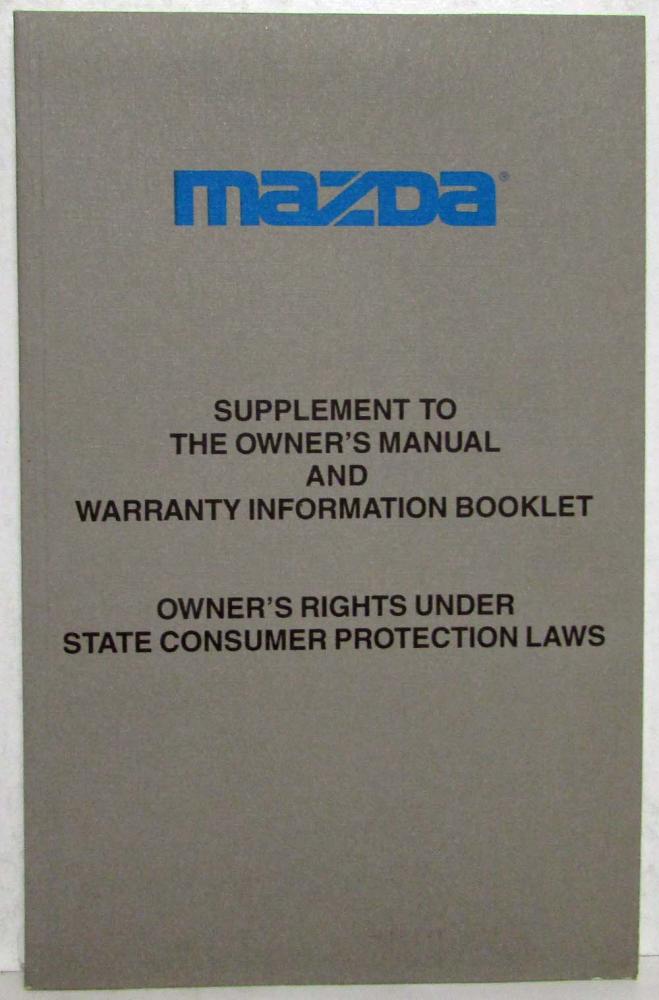 mazda®
SUPPLEMENT TO
THE OWNER'S MANUAL
AND
WARRANTY INFORMATION BOOKLET
OWNER'S RIGHTS UNDER
STATE CONSUMER PROTECTION LAWS